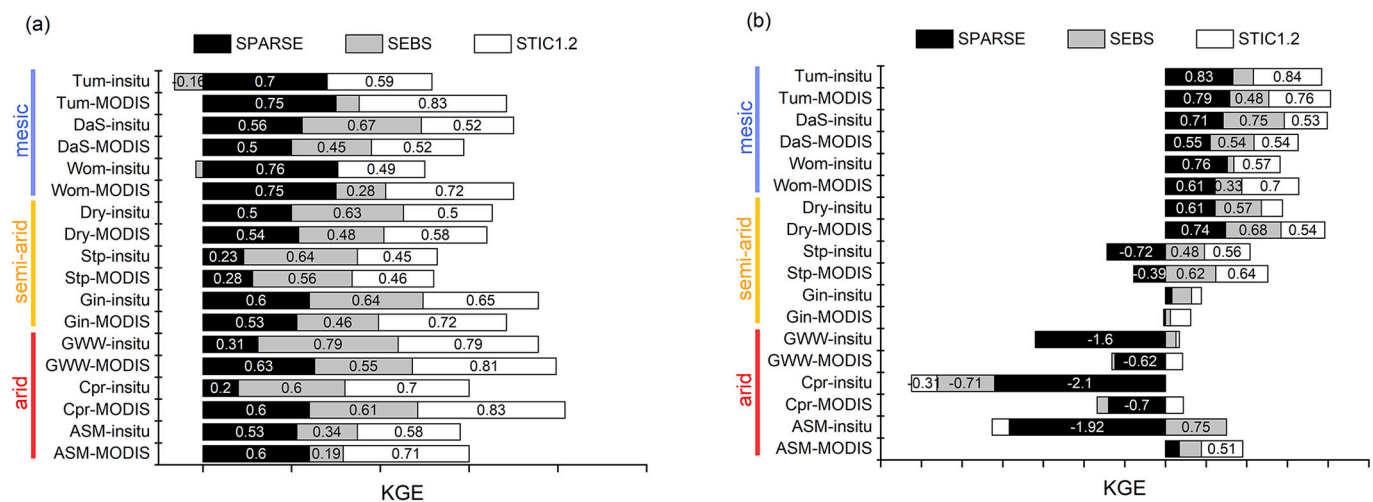 (a)
SPARSE SEBS STIC1.2
mesic
semi-arid
arid
Tum-insitu -0.16 0.7 0.59
Tum-MODIS 0.75 0.83
DaS-insitu 0.56 0.67 0.52
DaS-MODIS 0.5 0.45 0.52
Wom-insitu 0.76 0.49
Wom-MODIS 0.75 0.28 0.72
Dry-insitu 0.5 0.63 0.5
Dry-MODIS 0.54 0.48 0.58
Stp-insitu 0.23 0.64 0.45
Stp-MODIS 0.28 0.56 0.46
Gin-insitu 0.6 0.64 0.65
Gin-MODIS 0.53 0.46 0.72
GWW-insitu 0.31 0.79 0.79
GWW-MODIS 0.63 0.55 0.81
Cpr-insitu 0.2 0.6 0.7
Cpr-MODIS 0.6 0.61 0.83
ASM-insitu 0.53 0.34 0.58
ASM-MODIS 0.6 0.19 0.71
KGE
(b)
SPARSE SEBS STIC1.2
mesic
semi-arid
arid
Tum-insitu 0.83 0.84
Tum-MODIS 0.79 0.48 0.76
DaS-insitu 0.71 0.75 0.53
DaS-MODIS 0.55 0.54 0.54
Wom-insitu 0.76 0.57
Wom-MODIS 0.61 0.33 0.7
Dry-insitu 0.61 0.57
Dry-MODIS 0.74 0.68 0.54
Stp-insitu -0.72 0.48 0.56
Stp-MODIS -0.39 0.62 0.64
Gin-insitu
Gin-MODIS
GWW-insitu -1.6
GWW-MODIS -0.62
Cpr-insitu -0.31 -0.71 -2.1
Cpr-MODIS -0.7
ASM-insitu -1.92 0.75
ASM-MODIS 0.51
KGE